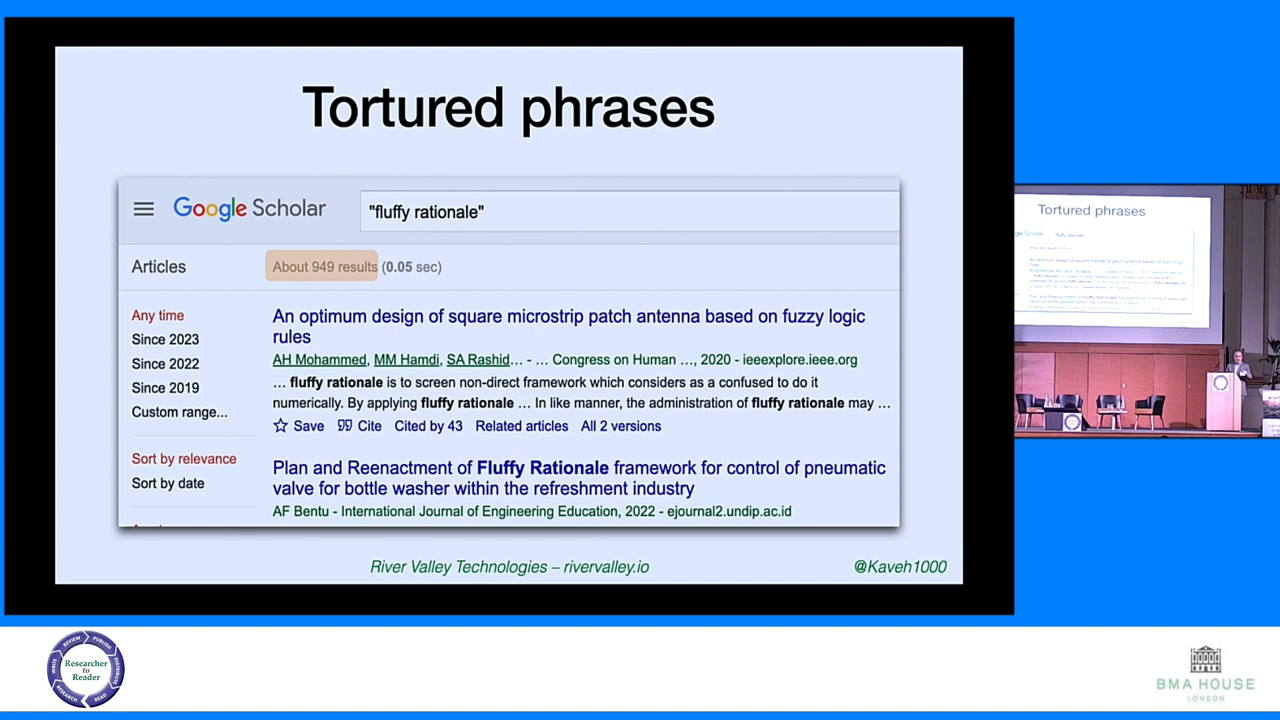 Tortured phrases
Google Scholar
"fluffy rationale"
Articles
About 949 results (0.05 sec)
Any time
Since 2023
Since 2022
Since 2019
Custom range...
Sort by relevance
Sort by date
An optimum design of square microstrip patch antenna based on fuzzy logic
rules
AH Mohammed, MM Hamdi, SA Rashid… - … Congress on Human …, 2020 - ieeexplore.ieee.org
… fluffy rationale is to screen non-direct framework which considers as a confused to do it
numerically. By applying fluffy rationale … In like manner, the administration of fluffy rationale may …
Save Cite Cited by 43 Related articles All 2 versions
Plan and Reenactment of Fluffy Rationale framework for control of pneumatic
valve for bottle washer within the refreshment industry
AF Bentu - International Journal of Engineering Education, 2022 - ejournal2.undip.ac.id
River Valley Technologies – rivervalley.io
@Kaveh1000
Tortured phrases
REVIEW
PUBLISH
DISTRIBUTE
READ
RESEARCH
WRITE
Researcher
to
Reader
BMA HOUSE
LONDON